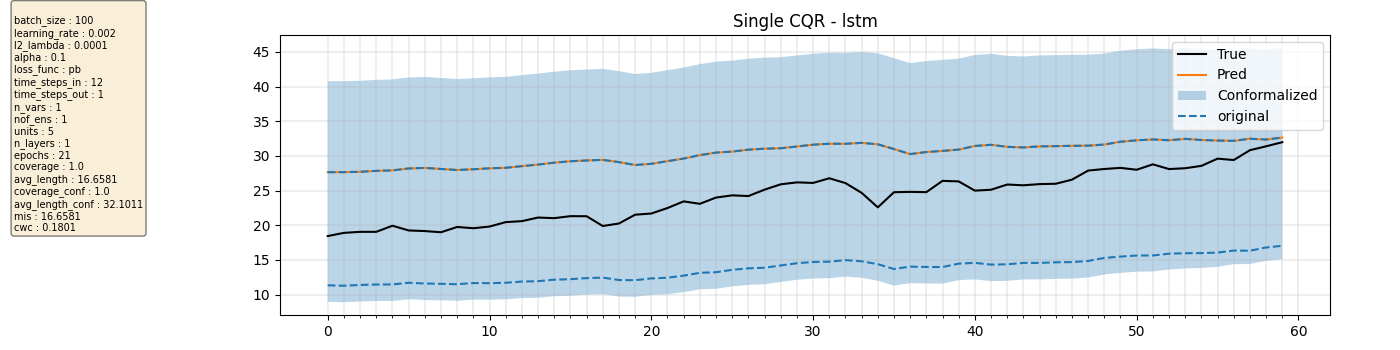 batch_size : 100
learning_rate : 0.002
l2_lambda : 0.0001
alpha : 0.1
loss_func : pb
time_steps_in : 12
time_steps_out : 1
n_vars : 1
nof_ens : 1
units : 5
n_layers : 1
epochs : 21
coverage : 1.0
avg_length : 16.6581
coverage_conf : 1.0
avg_length_conf : 32.1011
mis : 16.6581
cwc : 0.1801
Single CQR - lstm
45
40
35
30
25
20
15
10
True
Pred
Conformalized
original
0 10 20 30 40 50 60